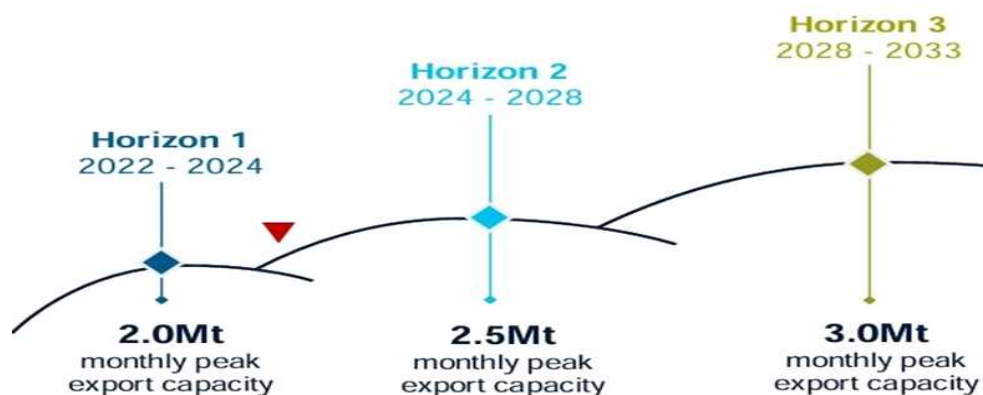 Horizon 1
2022 - 2024
2.0Mt
monthly peak
export capacity
Horizon 2
2024 - 2028
2.5Mt
monthly peak
export capacity
Horizon 3
2028 - 2033
3.0Mt
monthly peak
export capacity